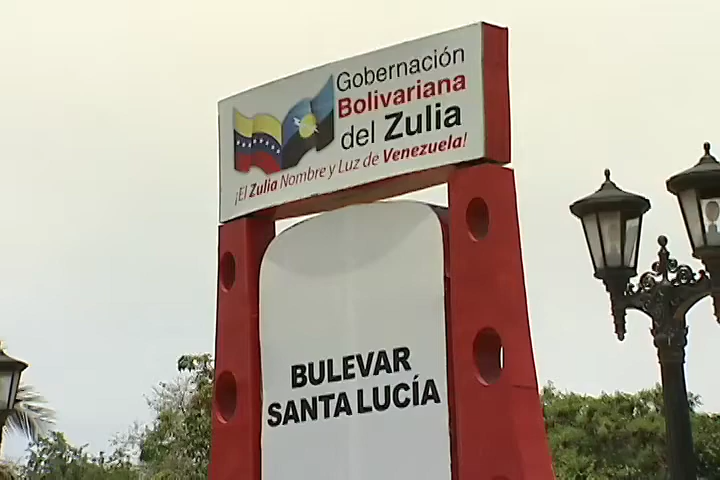 Gobernación
Bolivariana
del Zulia
¡El Zulia Nombre y Luz de Venezuela!
BULEVAR
SANTA LUCÍA